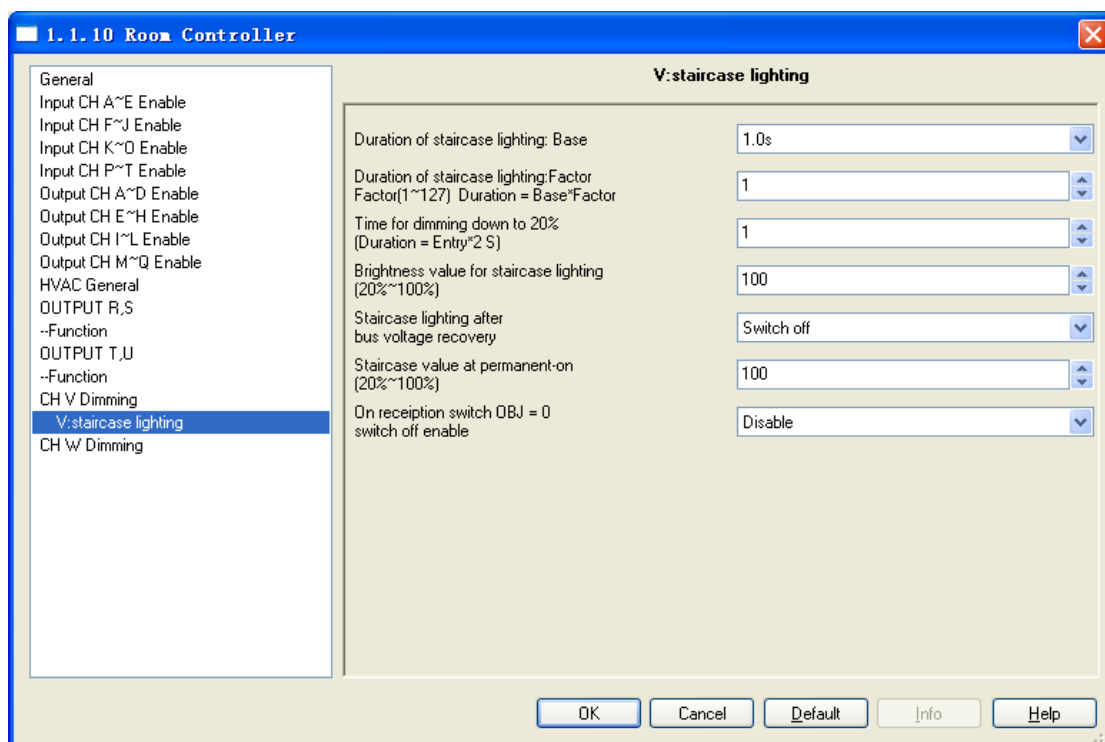 1.1.10 Room Controller
General
Input CH A~E Enable
Input CH F~J Enable
Input CH K~O Enable
Input CH P~T Enable
Output CH A~D Enable
Output CH E~H Enable
Output CH I~L Enable
Output CH M~Q Enable
HVAC General
OUTPUT R,S
--Function
OUTPUT T,U
--Function
CH V Dimming
V:staircase lighting
CH W Dimming
V:staircase lighting
Duration of staircase lighting: Base
1.0s
Duration of staircase lighting:Factor
Factor(1~127) Duration = Base*Factor
1
Time for dimming down to 20%
(Duration = Entry*2 S)
1
Brightness value for staircase lighting
(20%~100%)
100
Staircase lighting after
bus voltage recovery
Switch off
Staircase value at permanent-on
(20%~100%)
100
On receiption switch OBJ = 0
switch off enable
Disable
OK
Cancel
Default
Info
Help